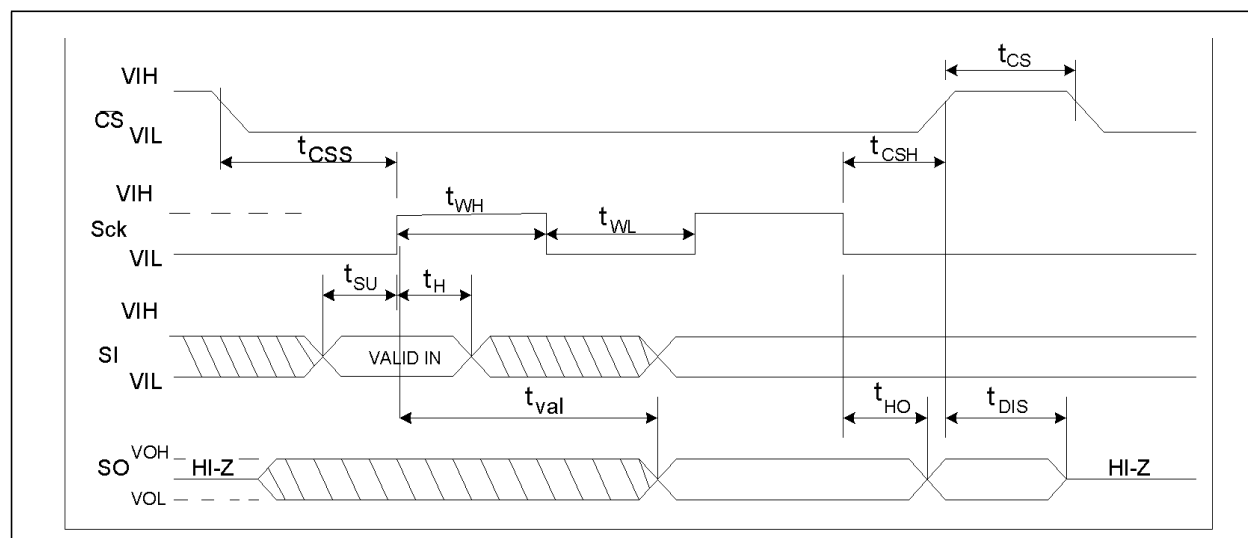 VIH
tCS
C̅S̅ VIL
tCSS
tCSH
VIH
tWH
Sck
tWL
VIL
tSU
tH
VIH
SI
VALID IN
VIL
tval
tHO
tDIS
VOH
SO
HI-Z
HI-Z
VOL